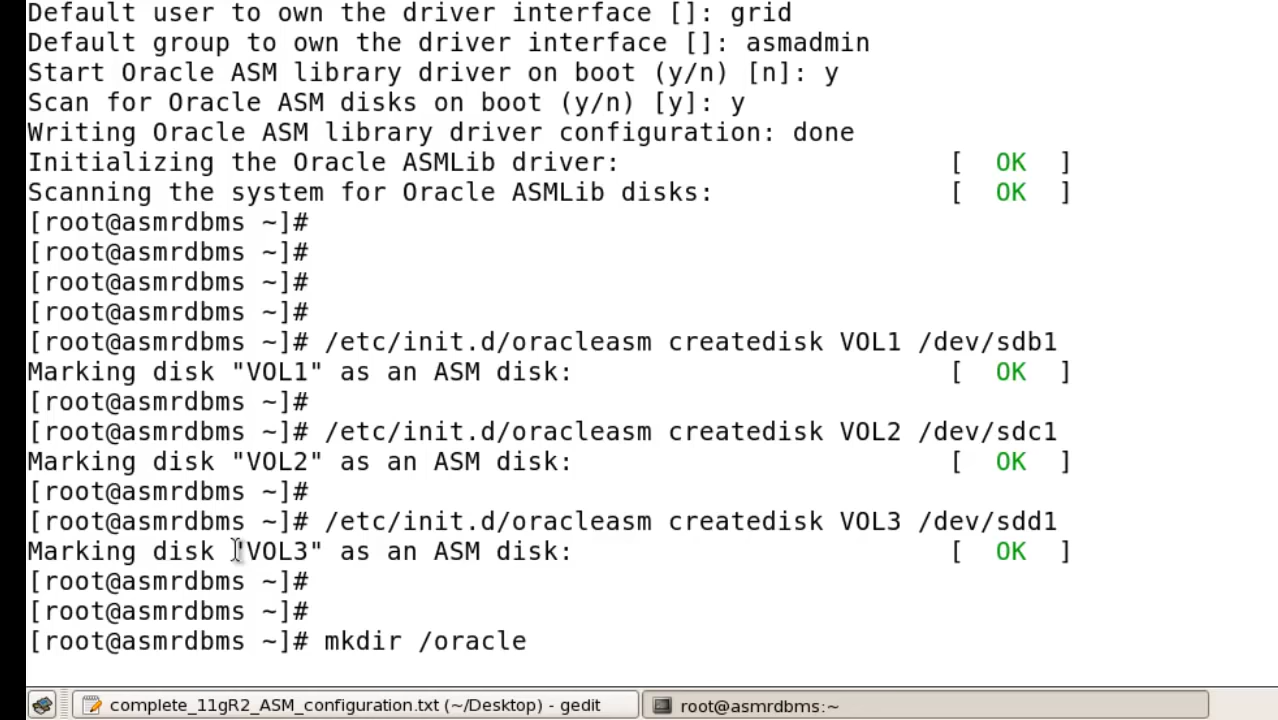 Default user to own the driver interface []: grid
Default group to own the driver interface []: asmadmin
Start Oracle ASM library driver on boot (y/n) [n]: y
Scan for Oracle ASM disks on boot (y/n) [y]: y
Writing Oracle ASM library driver configuration: done
Initializing the Oracle ASMLib driver: [ OK ]
Scanning the system for Oracle ASMLib disks: [ OK ]
[root@asmrdbms ~]#
[root@asmrdbms ~]#
[root@asmrdbms ~]#
[root@asmrdbms ~]#
[root@asmrdbms ~]# /etc/init.d/oracleasm createdisk VOL1 /dev/sdb1
Marking disk "VOL1" as an ASM disk: [ OK ]
[root@asmrdbms ~]#
[root@asmrdbms ~]# /etc/init.d/oracleasm createdisk VOL2 /dev/sdc1
Marking disk "VOL2" as an ASM disk: [ OK ]
[root@asmrdbms ~]#
[root@asmrdbms ~]# /etc/init.d/oracleasm createdisk VOL3 /dev/sdd1
Marking disk "VOL3" as an ASM disk: [ OK ]
[root@asmrdbms ~]#
[root@asmrdbms ~]#
[root@asmrdbms ~]# mkdir /oracle
complete_11gR2_ASM_configuration.txt (~/Desktop) - gedit
root@asmrdbms:~